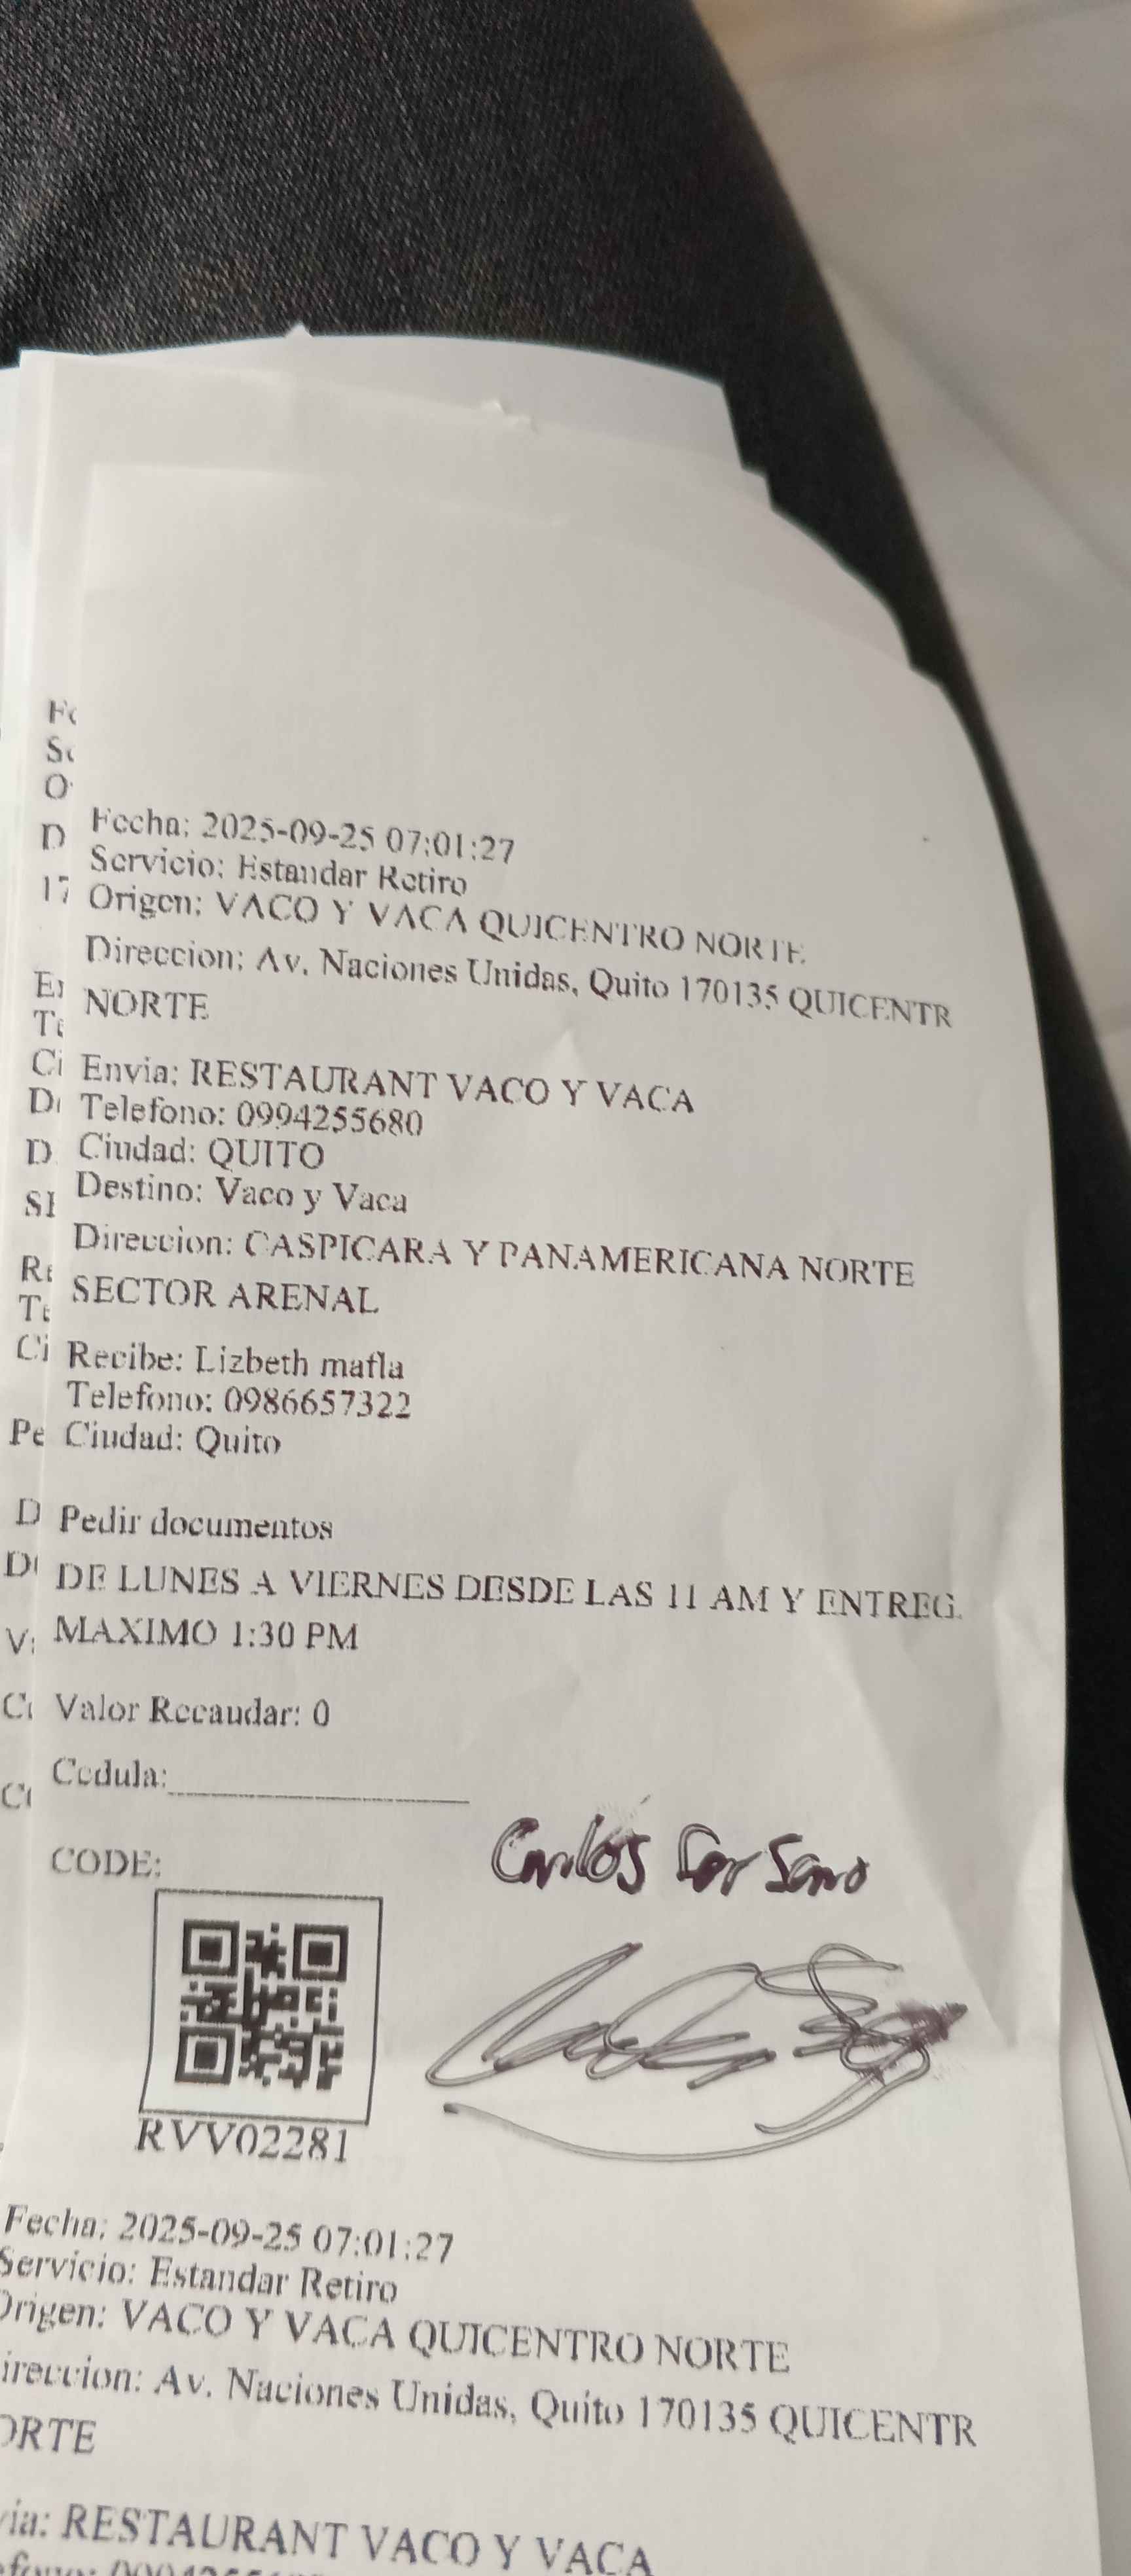 Fecha: 2025-09-25 07:01:27
Servicio: Estandar Retiro
Origen: VACO Y VACA QUICENTRO NORTE
Direccion: Av. Naciones Unidas, Quito 170135 QUICENTR
NORTE
Envia: RESTAURANT VACO Y VACA
Telefono: 0994255680
Ciudad: QUITO
Destino: Vaco y Vaca
Direccion: CASPICARA Y PANAMERICANA NORTE
SECTOR ARENAL
Recibe: Lizbeth mafla
Telefono: 0986657322
Ciudad: Quito
Pedir documentos
DE LUNES A VIERNES DESDE LAS 11 AM Y ENTREG
MAXIMO 1:30 PM
Valor Recaudar: 0
Cedula:
Carlos
CODE:
RVV02281
Fecha: 2025-09-25 07:01:27
Servicio: Estandar Retiro
Origen: VACO Y VACA QUICENTRO NORTE
ireccion: Av. Naciones Unidas, Quito 170135 QUICENTR
ORTE
via: RESTAURANT VACO Y VACA